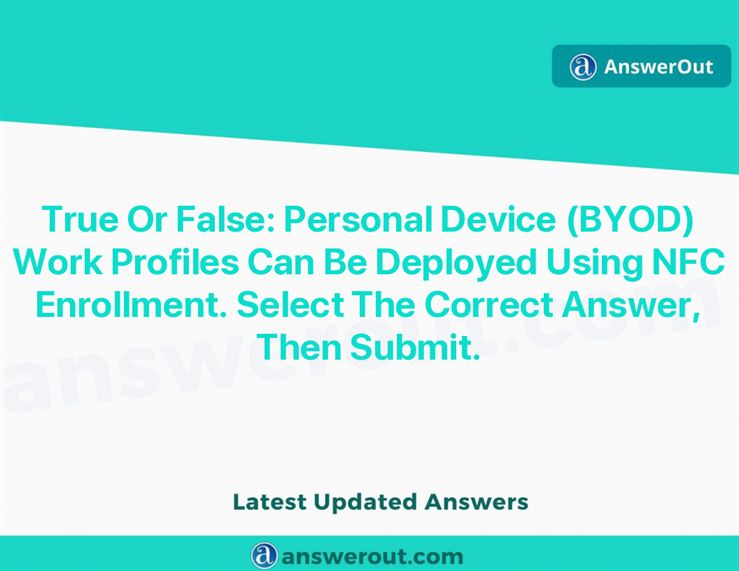 AnswerOut
True Or False: Personal Device (BYOD)
Work Profiles Can Be Deployed Using NFC
Enrollment. Select The Correct Answer,
Then Submit.
answerout.com
Latest Updated Answers
answerout.com